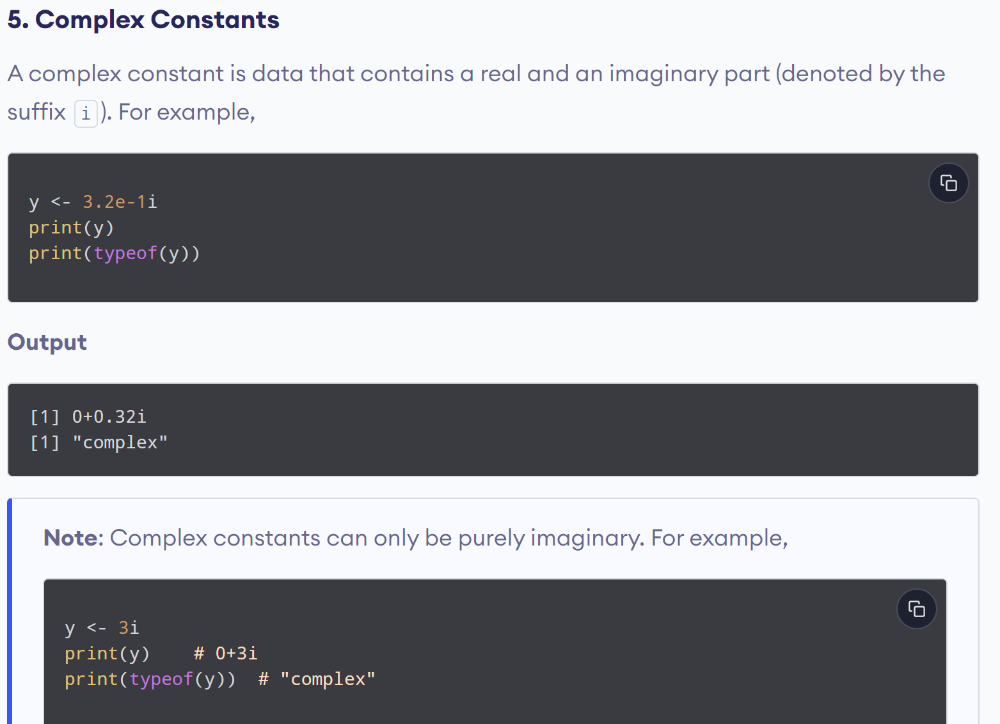 5. Complex Constants
A complex constant is data that contains a real and an imaginary part (denoted by the
suffix i). For example,
y <- 3.2e-1i
print(y)
print(typeof(y))
Output
[1] 0+0.32i
[1] "complex"
Note: Complex constants can only be purely imaginary. For example,
y <- 3i
print(y)    # 0+3i
print(typeof(y))  # "complex"